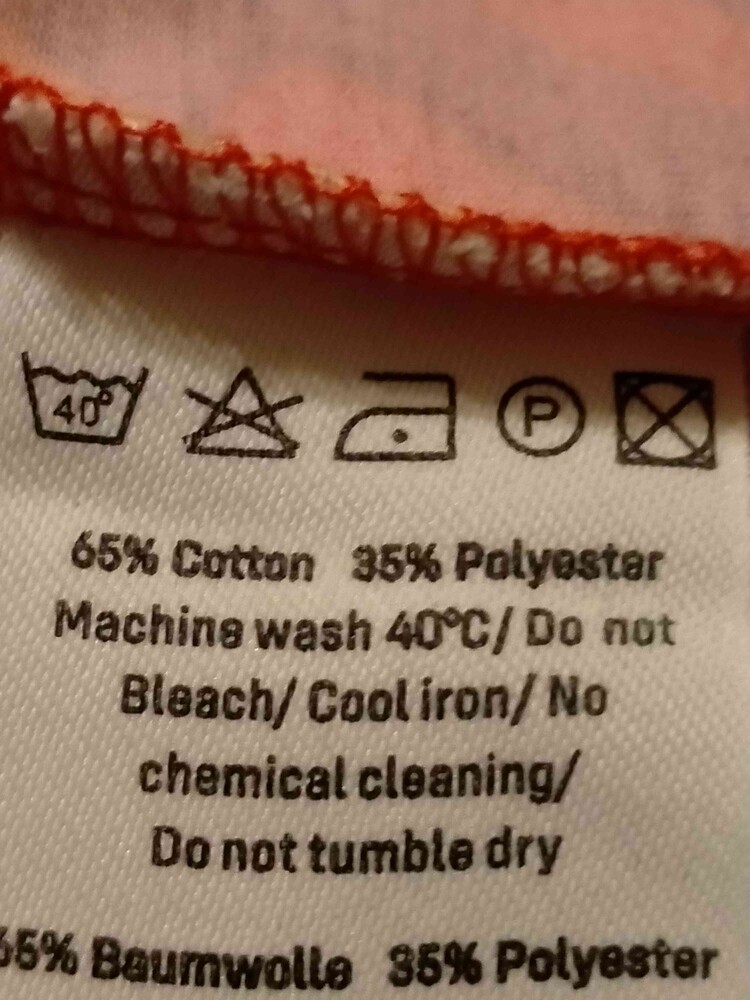 40°
P
65% Cotton 35% Polyester
Machine wash 40°C/ Do not
Bleach/ Cool iron/ No
chemical cleaning/
Do not tumble dry
65% Baumwolle 35% Polyester